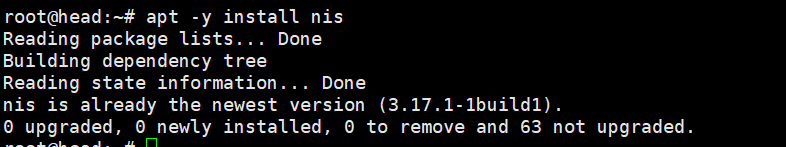 root@head:~# apt -y install nis
Reading package lists... Done
Building dependency tree
Reading state information... Done
nis is already the newest version (3.17.1-1build1).
0 upgraded, 0 newly installed, 0 to remove and 63 not upgraded.
root@head:~#